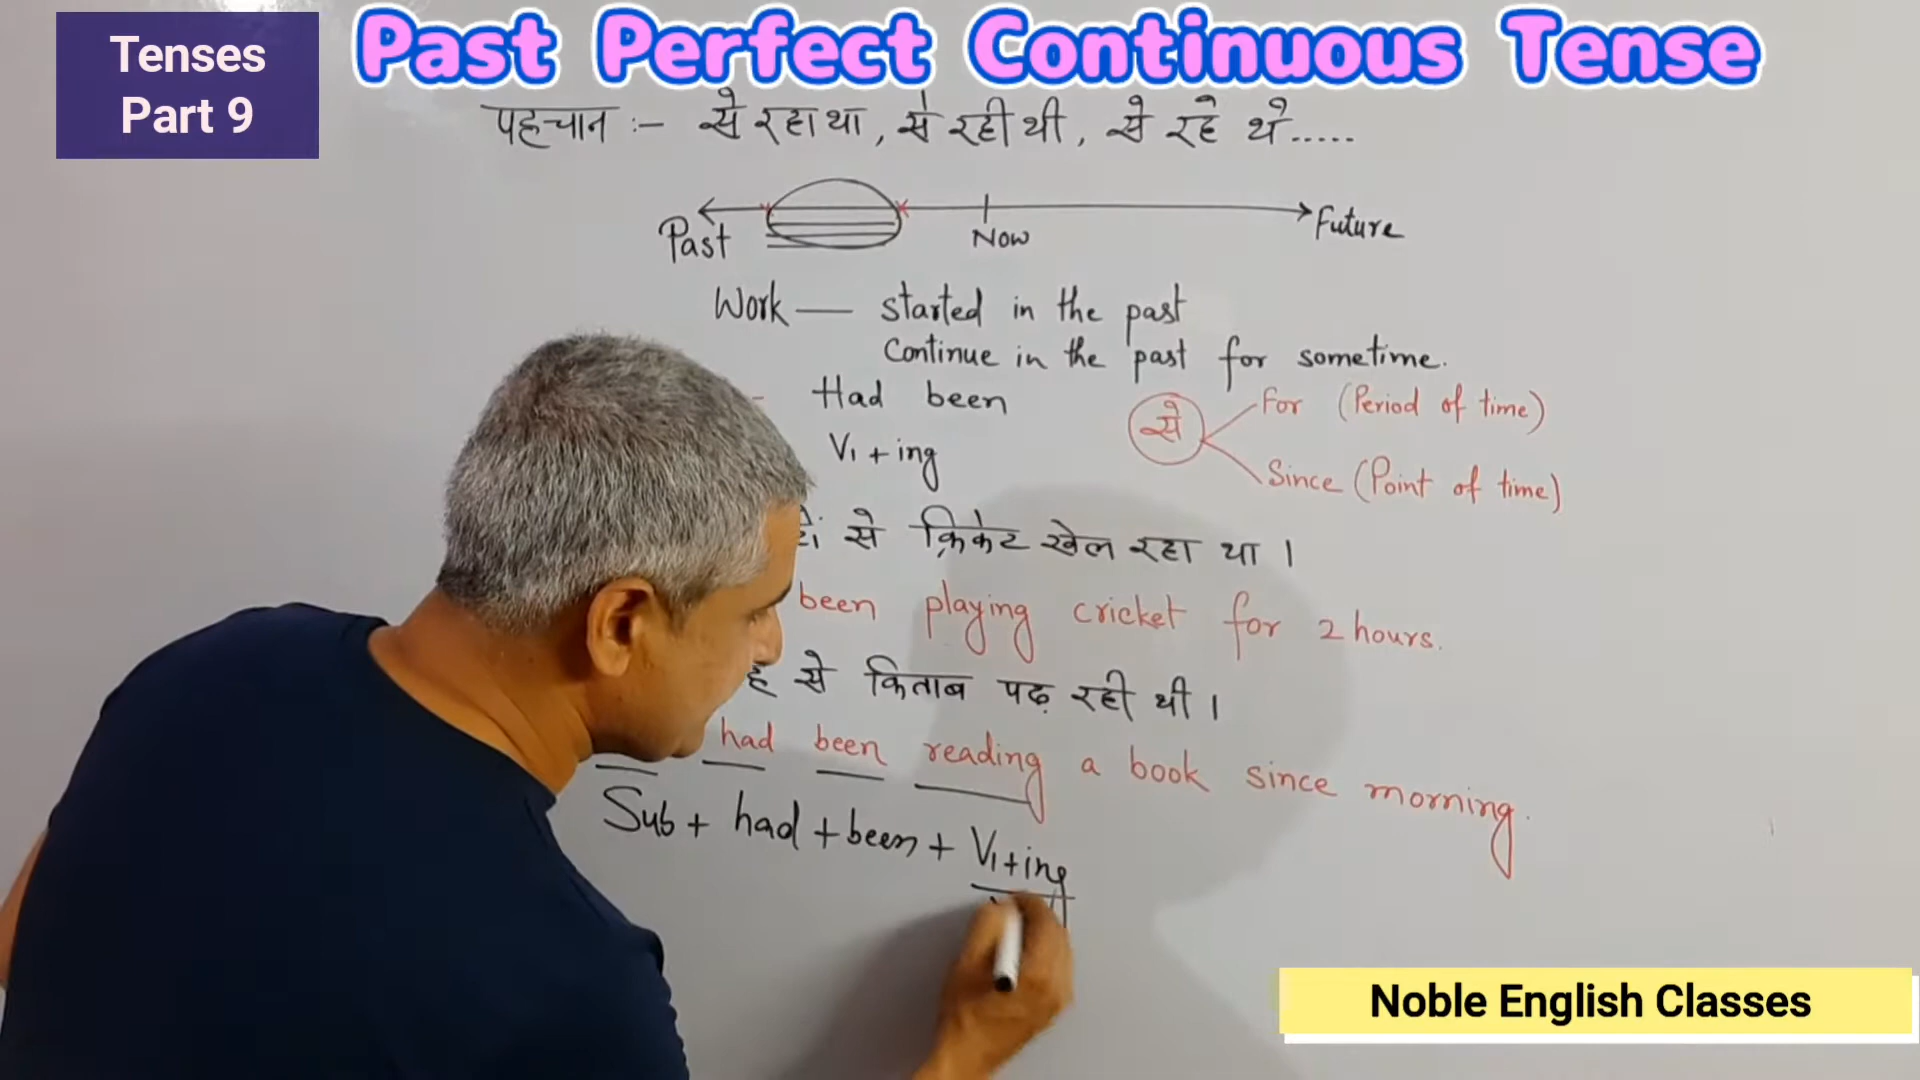 Tenses
Part 9
Past Perfect Continuous Tense
पहचान :- से रहा था, से रही थी, से रहे थे.....
Past Now Future
Work — started in the past
Continue in the past for sometime.
Had been
V1 + ing
से For (Period of time)
Since (Point of time)
से क्रिकेट खेल रहा था ।
been playing cricket for 2 hours.
से किताब पढ़ रही थी ।
had been reading a book since morning.
Sub + had + been + V1+ing
Noble English Classes